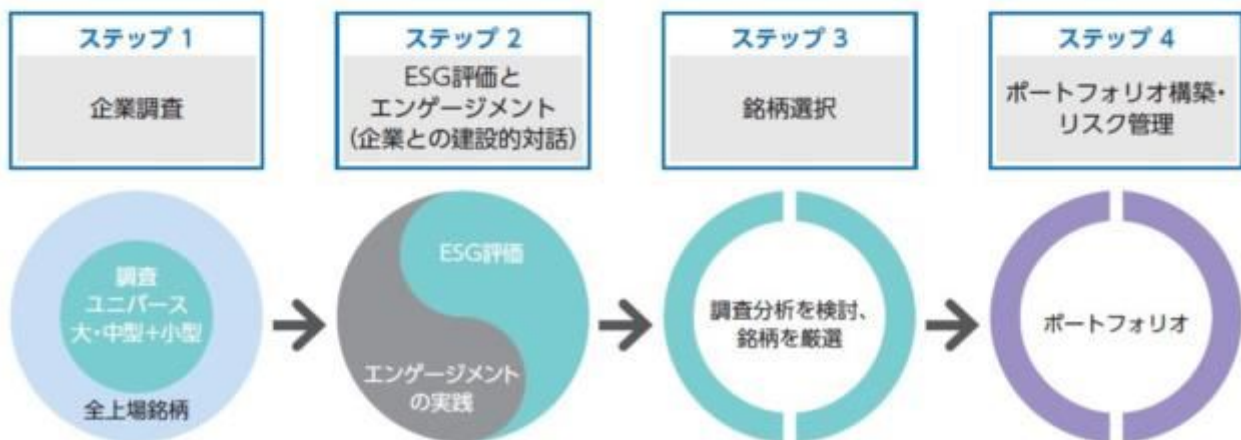 ステップ 1
企業調査
ステップ 2
ESG評価と
エンゲージメント
(企業との建設的対話)
ステップ 3
銘柄選択
ステップ 4
ポートフォリオ構築・
リスク管理
調査
ユニバース
大・中型+小型
全上場銘柄
ESG評価
エンゲージメント
の実践
調査分析を検討、
銘柄を厳選
ポートフォリオ